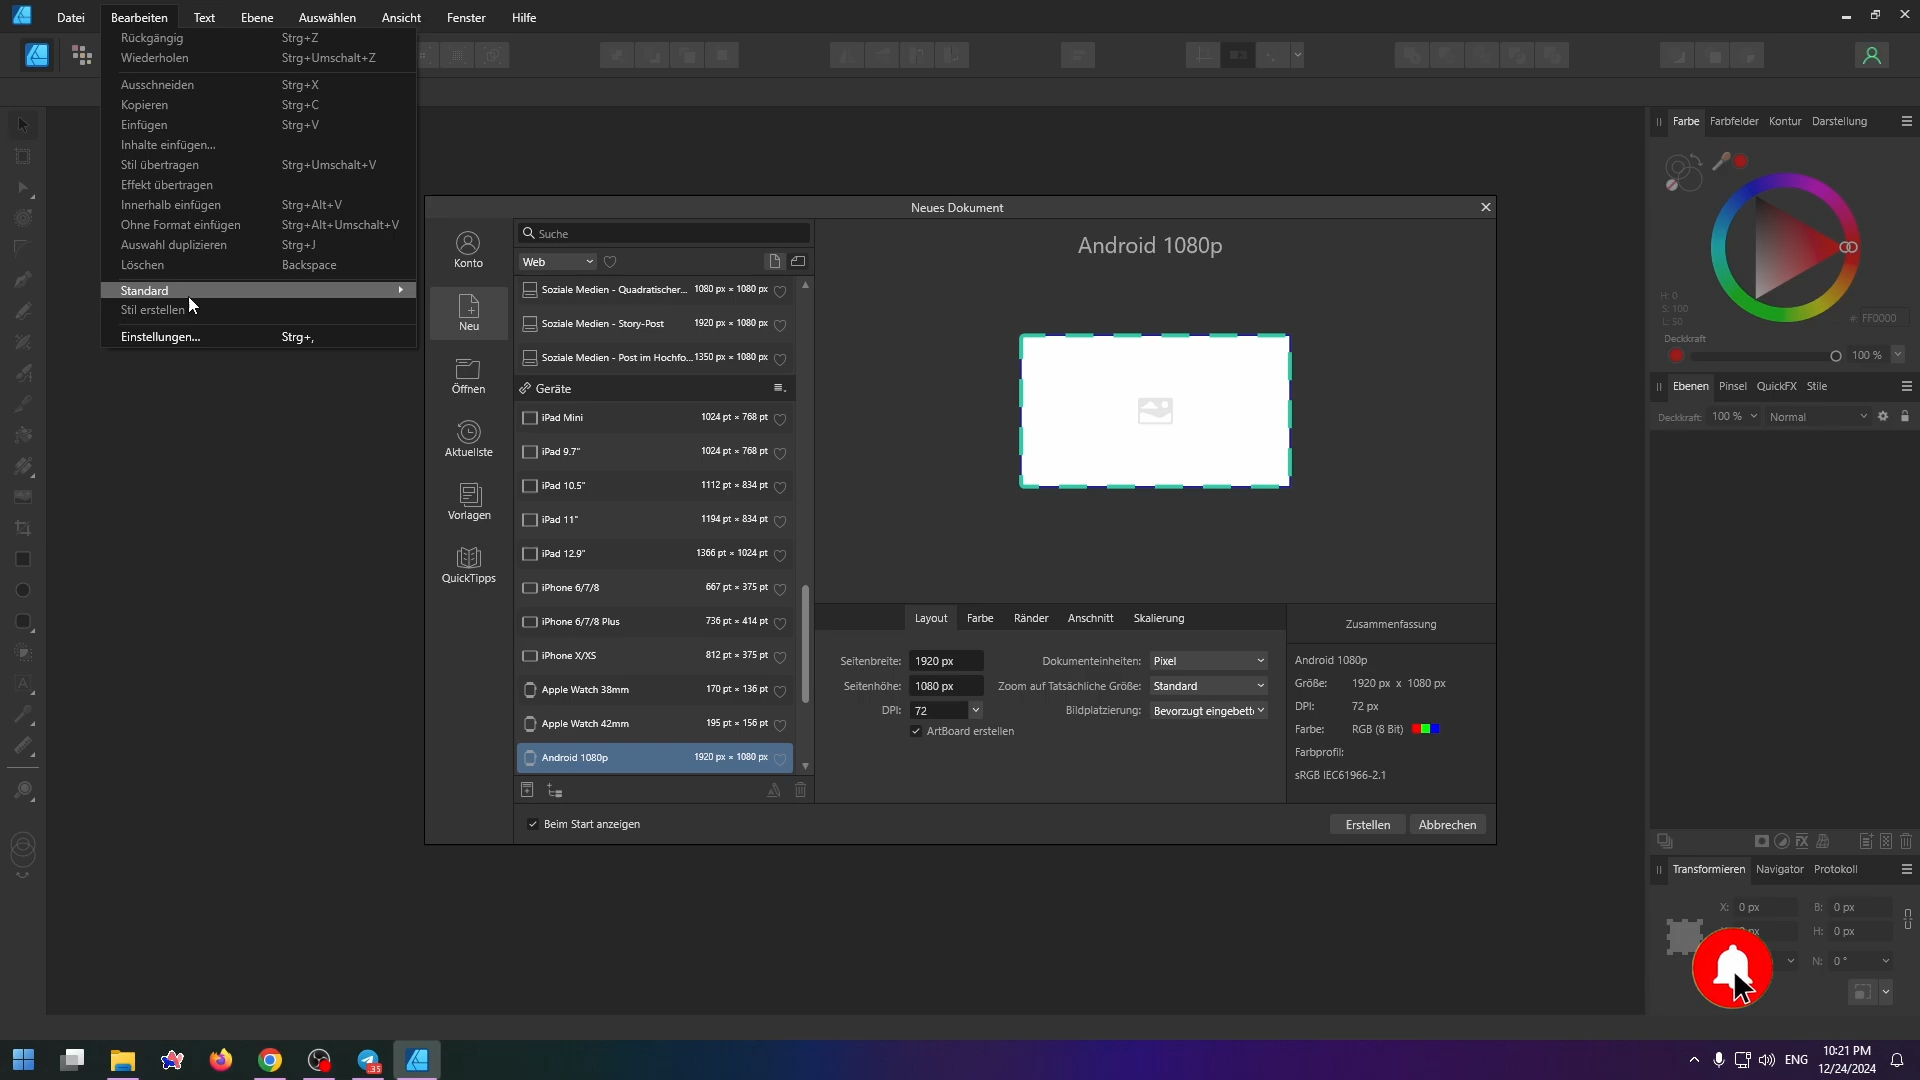 Datei Bearbeiten Text Ebene Auswählen Ansicht Fenster Hilfe
Rückgängig Strg+Z
Wiederholen Strg+Umschalt+Z
Ausschneiden Strg+X
Kopieren Strg+C
Einfügen Strg+V
Inhalte einfügen...
Stil übertragen Strg+Umschalt+V
Effekt übertragen
Innerhalb einfügen Strg+Alt+V
Ohne Format einfügen Strg+Alt+Umschalt+V
Auswahl duplizieren Strg+J
Löschen Backspace
Standard
Stil erstellen
Einstellungen... Strg+,
Neues Dokument
Konto
Neu
Öffnen
Aktuellste
Vorlagen
QuickTipps
Suche
Web
Soziale Medien - Quadratischer... 1080 px × 1080 px
Soziale Medien - Story-Post 1920 px × 1080 px
Soziale Medien - Post im Hochfo... 1350 px × 1080 px
Geräte
iPad Mini 1024 pt × 768 pt
iPad 9.7" 1024 pt × 768 pt
iPad 10.5" 1112 pt × 834 pt
iPad 11" 1194 pt × 834 pt
iPad 12.9" 1366 pt × 1024 pt
iPhone 6/7/8 667 pt × 375 pt
iPhone 6/7/8 Plus 736 pt × 414 pt
iPhone X/XS 812 pt × 375 pt
Apple Watch 38mm 170 pt × 136 pt
Apple Watch 42mm 195 pt × 156 pt
Android 1080p 1920 px × 1080 px
Beim Start anzeigen
Android 1080p
Layout Farbe Ränder Anschnitt Skalierung
Seitenbreite: 1920 px Dokumenteinheiten: Pixel
Seitenhöhe: 1080 px Zoom auf Tatsächliche Größe: Standard
DPI: 72 Bildplatzierung: Bevorzugt eingebett
ArtBoard erstellen
Zusammenfassung
Android 1080p
Größe: 1920 px x 1080 px
DPI: 72 px
Farbe: RGB (8 Bit)
Farbprofil:
sRGB IEC61966-2.1
Erstellen Abbrechen
Farbe Farbfelder Kontur Darstellung
H: 0
S: 100
L: 50
#: FF0000
Deckkraft
100 %
Ebenen Pinsel QuickFX Stile
Deckkraft: 100 % Normal
Transformieren Navigator Protokoll
X: 0 px B: 0 px
H: 0 px
N: 0 °
35
ENG
10:21 PM
12/24/2024